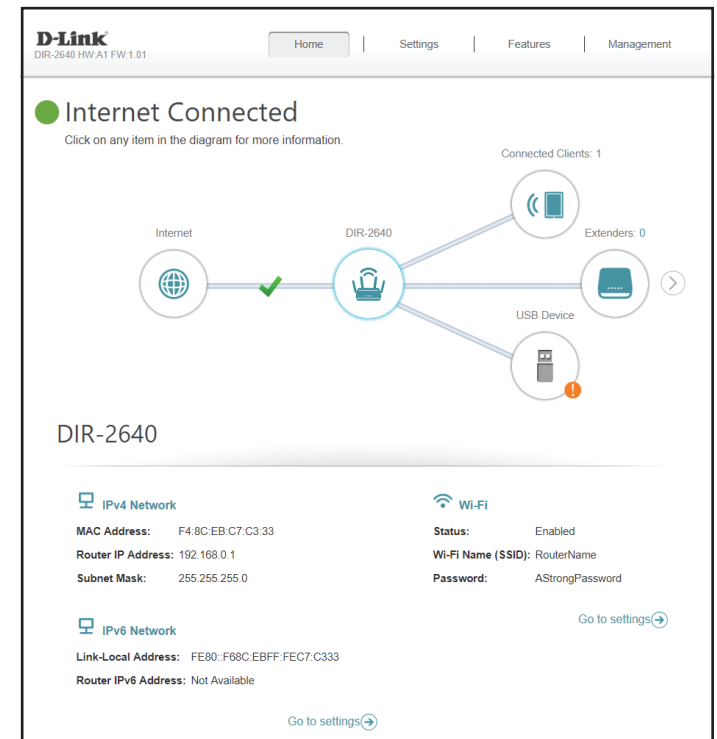 D-Link
DIR-2640 HW:A1 FW:1.01
Home
Settings
Features
Management
Internet Connected
Click on any item in the diagram for more information.
Connected Clients: 1
Internet
DIR-2640
Extenders: 0
USB Device
DIR-2640
IPv4 Network
MAC Address: F4:8C:EB:C7:C3:33
Router IP Address: 192.168.0.1
Subnet Mask: 255.255.255.0
Wi-Fi
Status: Enabled
Wi-Fi Name (SSID): RouterName
Password: AStrongPassword
Go to settings
IPv6 Network
Link-Local Address: FE80::F68C:EBFF:FEC7:C333
Router IPv6 Address: Not Available
Go to settings